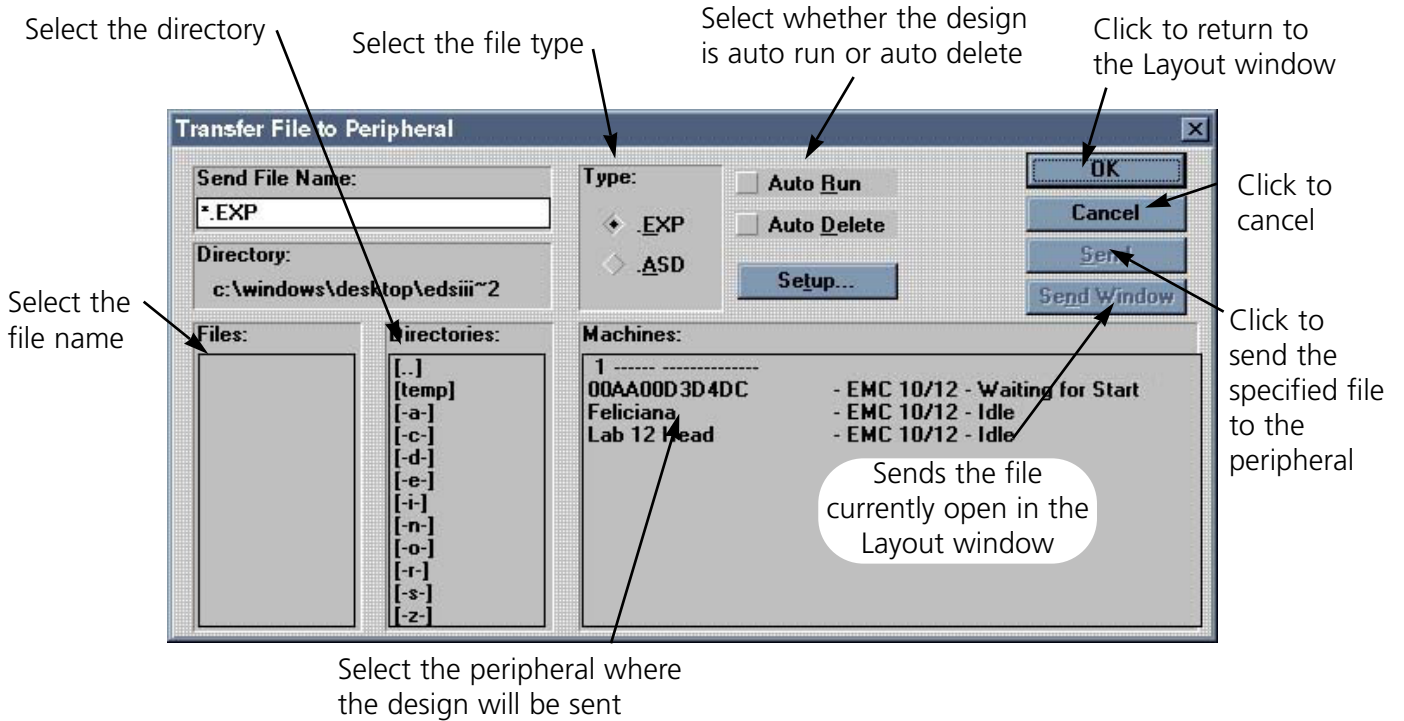 Select the directory
Select the file type
Select whether the design
is auto run or auto delete
Click to return to
the Layout window
Transfer File to Peripheral
Send File Name:
*.EXP
Directory:
c:\windows\desktop\edsiii~2
Type:
.EXP
.ASD
Auto Run
Auto Delete
Setup...
OK
Cancel
Send
Send Window
Click to
cancel
Select the
file name
Files:
Directories:
[..]
[temp]
[-a-]
[-c-]
[-d-]
[-e-]
[-i-]
[-n-]
[-o-]
[-r-]
[-s-]
[-z-]
Machines:
1 ------ --------------
00AA00D3D4DC - EMC 10/12 - Waiting for Start
Feliciana - EMC 10/12 - Idle
Lab 12 Head - EMC 10/12 - Idle
Sends the file
currently open in the
Layout window
Click to
send the
specified file
to the
peripheral
Select the peripheral where
the design will be sent